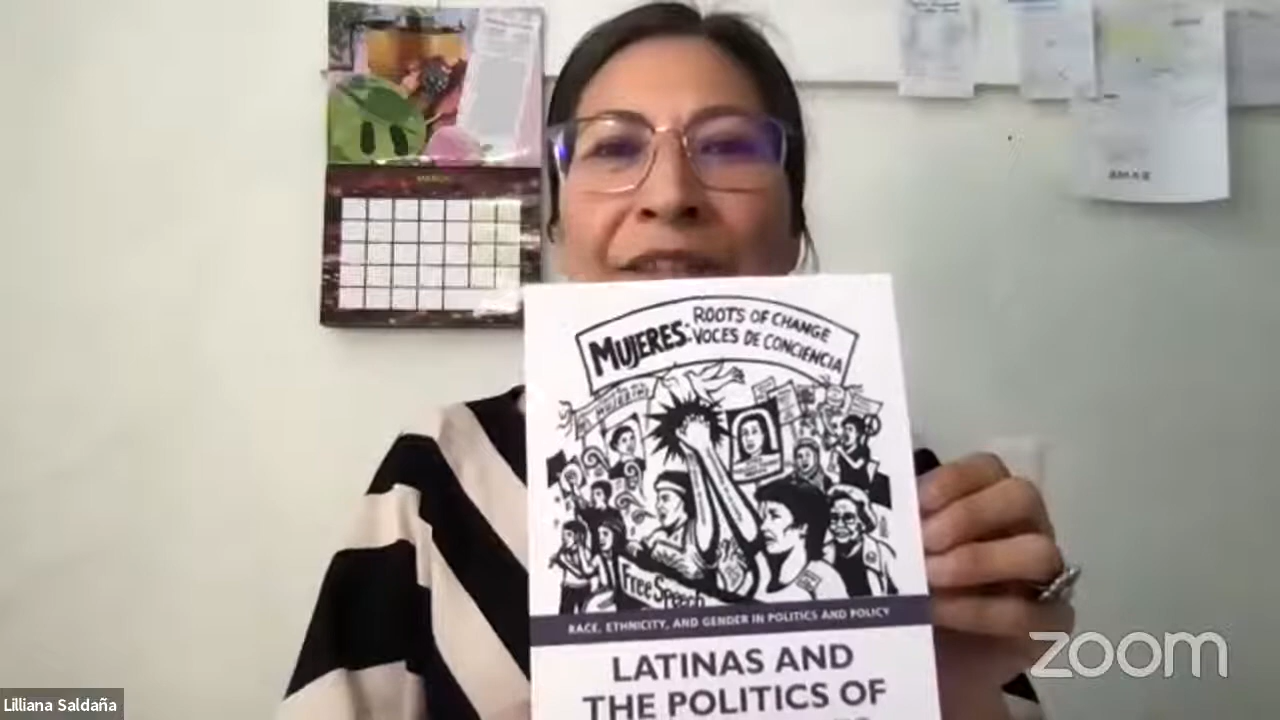 MARCH
MUJERES: ROOTS OF CHANGE
VOCES DE CONCIENCIA
Free Speech
RACE, ETHNICITY, AND GENDER IN POLITICS AND POLICY
LATINAS AND
THE POLITICS OF
Lilliana Saldaña
zoom